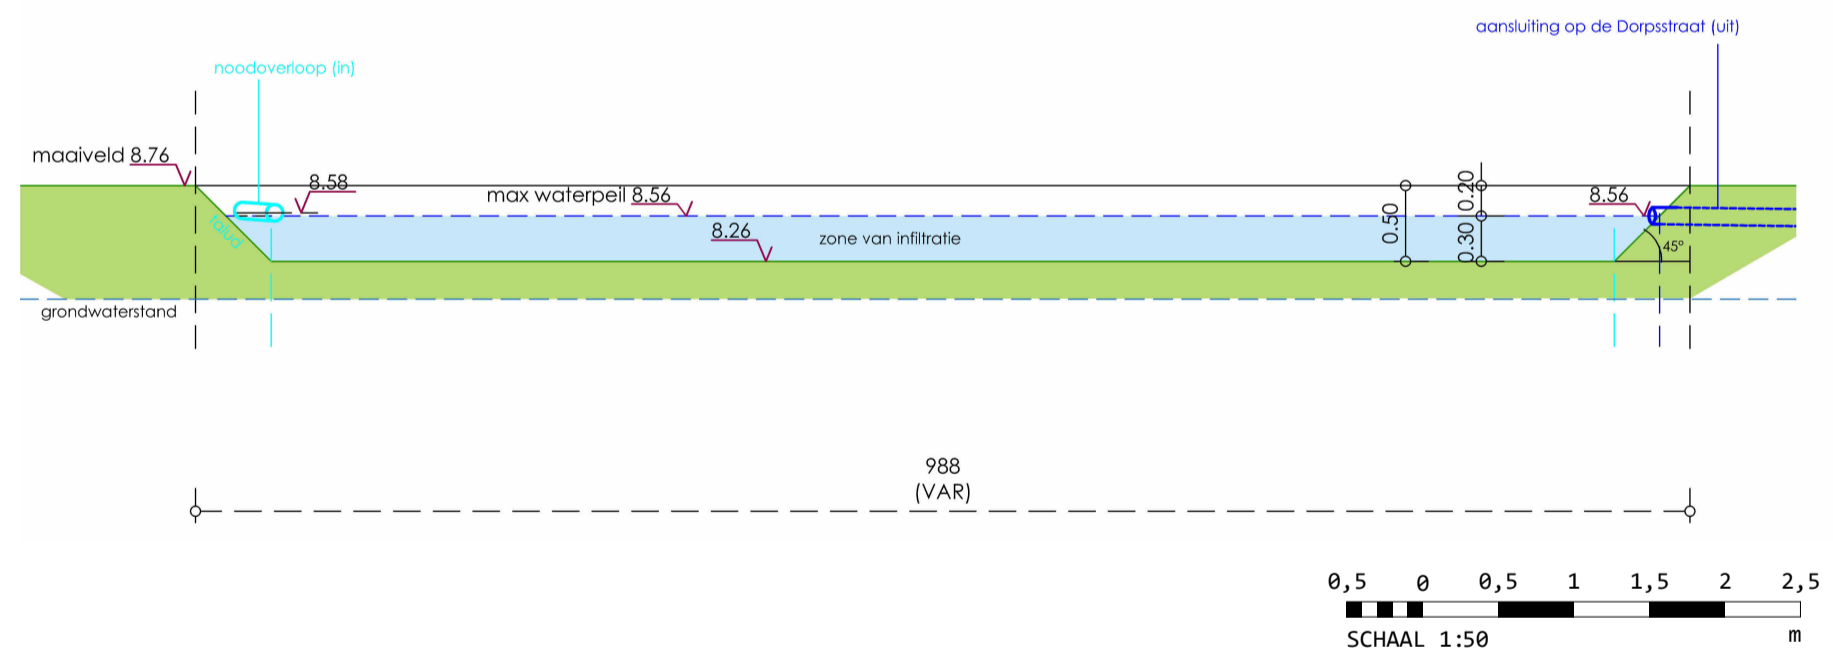 aansluiting op de Dorpsstraat (uit)
noodoverloop (in)
maaiveld 8.76
8.58
max waterpeil 8.56
8.56
talud
8.26
zone van infiltratie
0.50
0.20
0.30
45°
grondwaterstand
988
(VAR)
0,5 0 0,5 1 1,5 2 2,5
SCHAAL 1:50 m